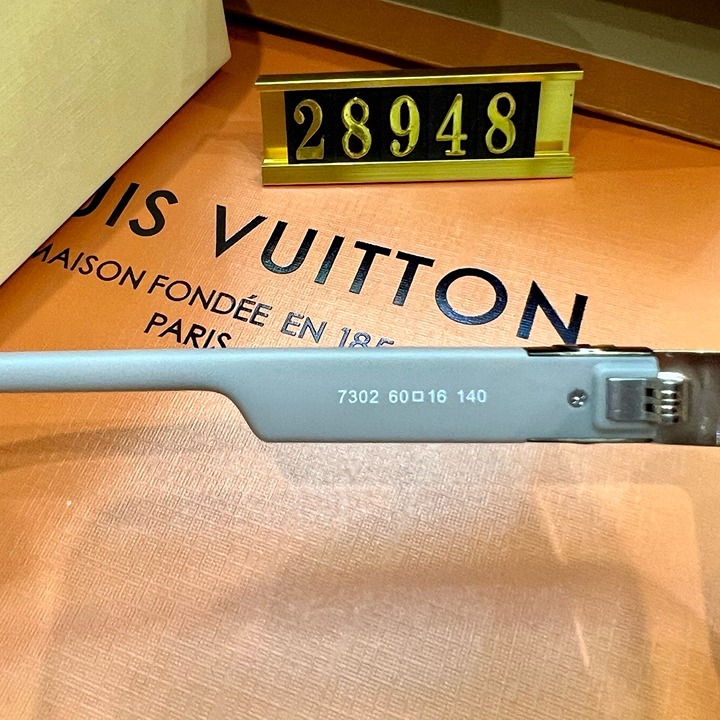 28948
UIS VUITTON
MAISON FONDÉE EN 185
PARIS
7302 60□16 140